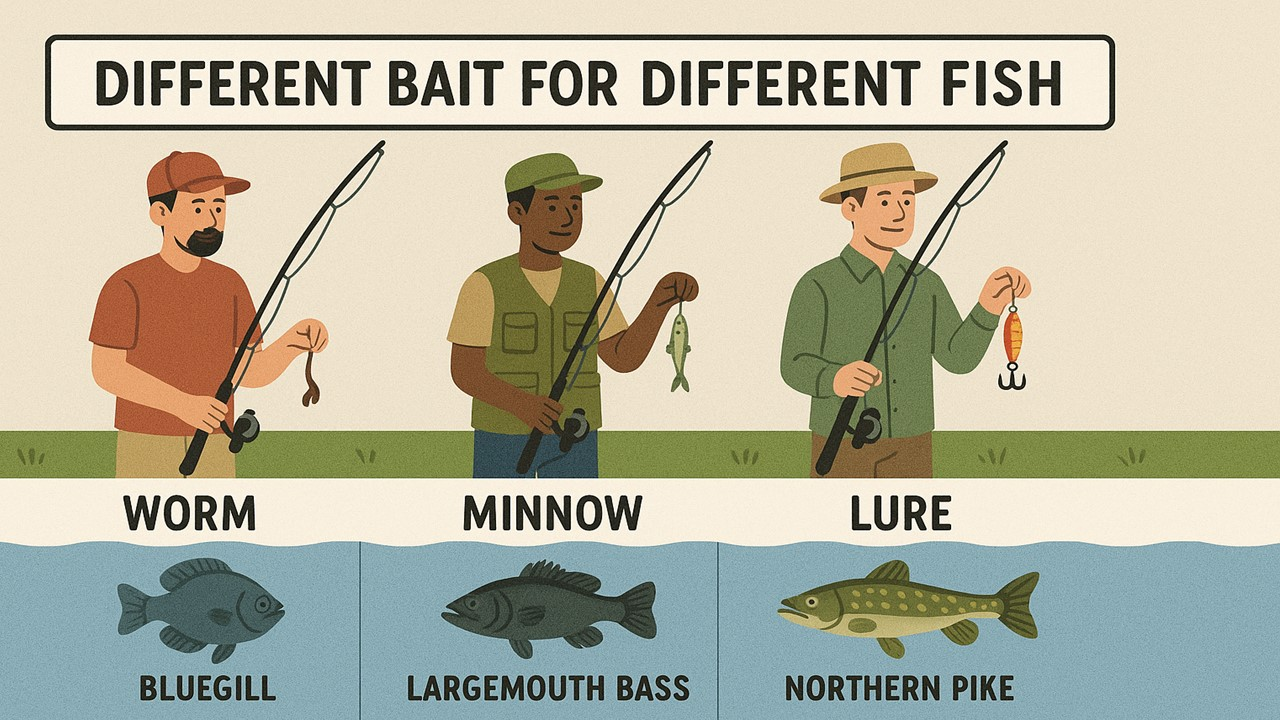 DIFFERENT BAIT FOR DIFFERENT FISH
WORM
MINNOW
LURE
BLUEGILL
LARGEMOUTH BASS
NORTHERN PIKE